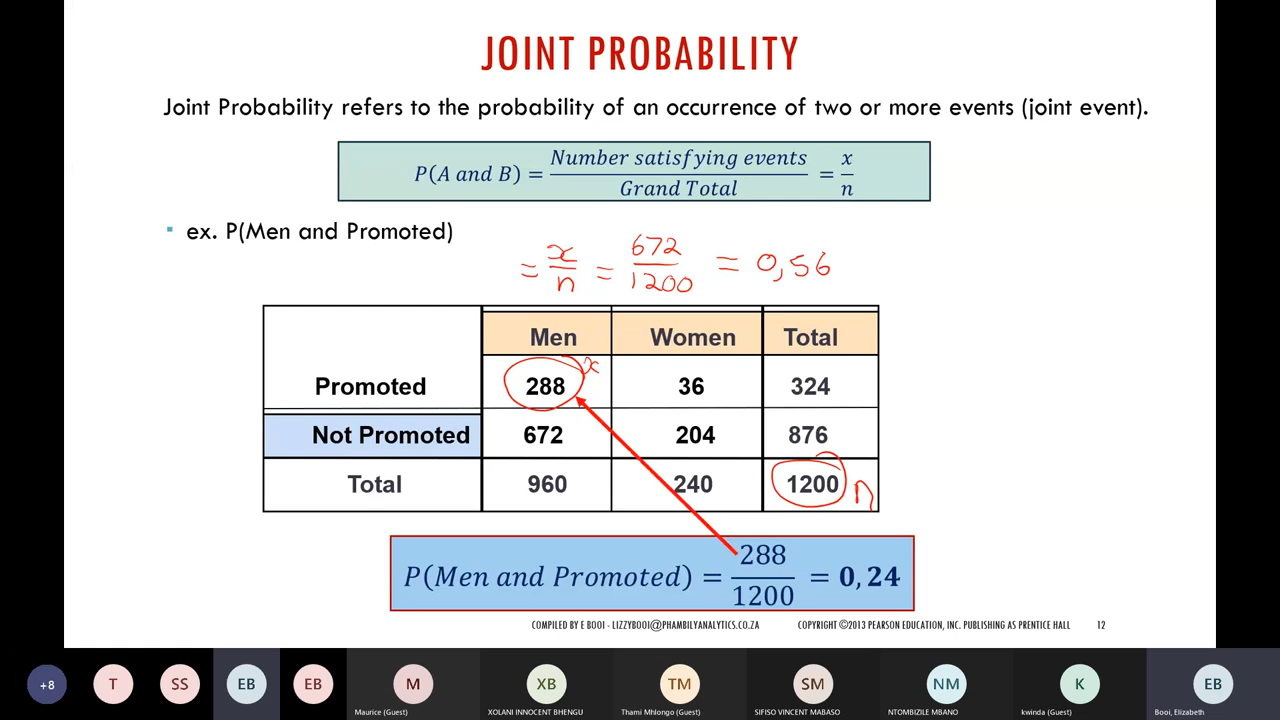 JOINT PROBABILITY
Joint Probability refers to the probability of an occurrence of two or more events (joint event).
P(A and B) = Number satisfying events / Grand Total = x / n
▪ ex. P(Men and Promoted)
= x / n = 672 / 1200 = 0,56
Men Women Total
x
Promoted 288 36 324
Not Promoted 672 204 876
Total 960 240 1200 n
P(Men and Promoted) = 288 / 1200 = 0,24
COMPILED BY E BOOI - LIZZYBOOI@PHAMBILYANALYTICS.CO.ZA COPYRIGHT ©2013 PEARSON EDUCATION, INC. PUBLISHING AS PRENTICE HALL 12
+8 T SS EB EB M XB TM SM NM K EB
Maurice (Guest) XOLANI INNOCENT BHENGU Thami Mhlongo (Guest) SIFISO VINCENT MABASO NTOMBIZILE MBANO kwinda (Guest) Booi, Elizabeth